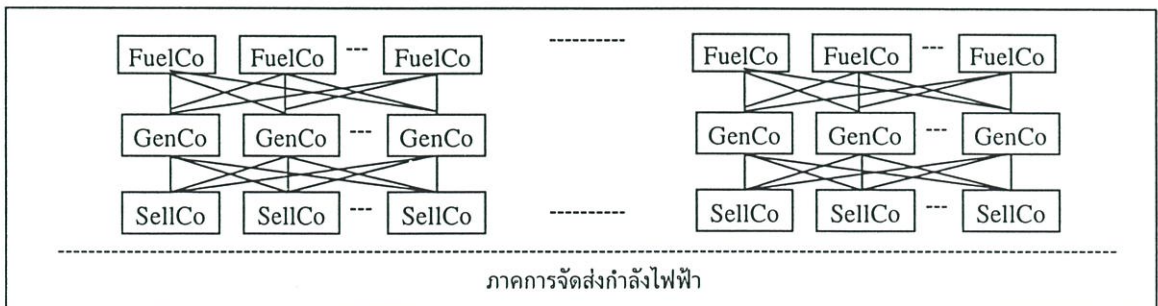 FuelCo FuelCo --- FuelCo ---------- FuelCo FuelCo --- FuelCo
GenCo GenCo --- GenCo GenCo GenCo --- GenCo
SellCo SellCo --- SellCo ---------- SellCo SellCo --- SellCo
ภาคการจัดส่งกำลังไฟฟ้า